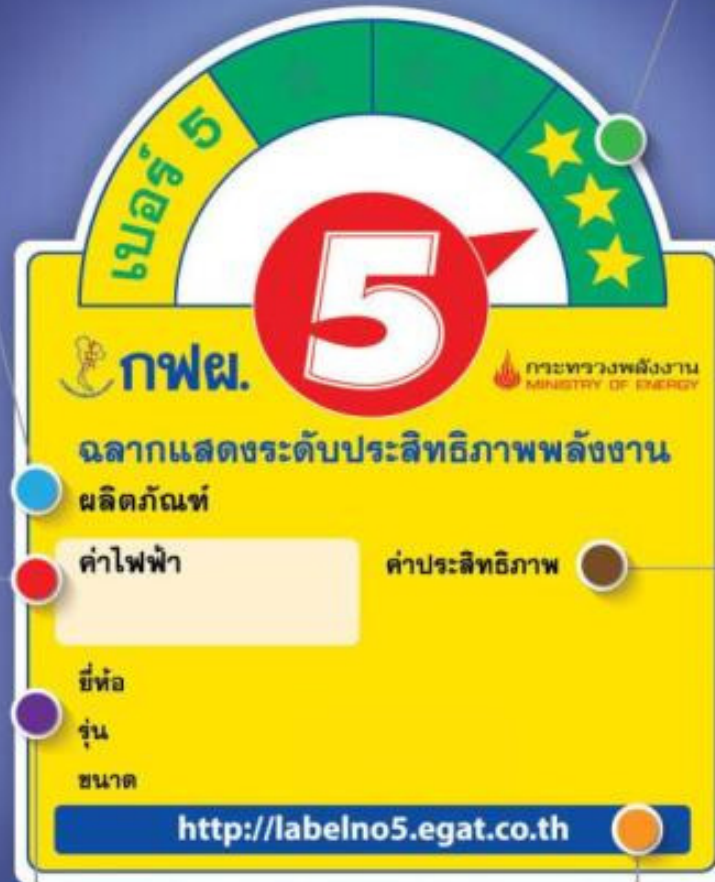 เบอร์ 5
5
กฟผ.
กระทรวงพลังงาน
MINISTRY OF ENERGY
ฉลากแสดงระดับประสิทธิภาพพลังงาน
ผลิตภัณฑ์
ค่าไฟฟ้า
ค่าประสิทธิภาพ
ยี่ห้อ
รุ่น
ขนาด
http://labelno5.egat.co.th